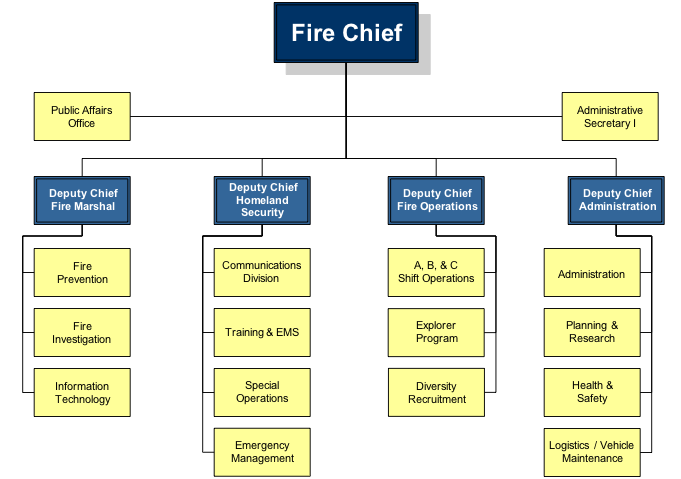 Fire Chief
Public Affairs
Office
Administrative
Secretary I
Deputy Chief
Fire Marshal
Deputy Chief
Homeland
Security
Deputy Chief
Fire Operations
Deputy Chief
Administration
Fire
Prevention
Communications
Division
A, B, & C
Shift Operations
Administration
Fire
Investigation
Training & EMS
Explorer
Program
Planning &
Research
Information
Technology
Special
Operations
Diversity
Recruitment
Health &
Safety
Emergency
Management
Logistics / Vehicle
Maintenance